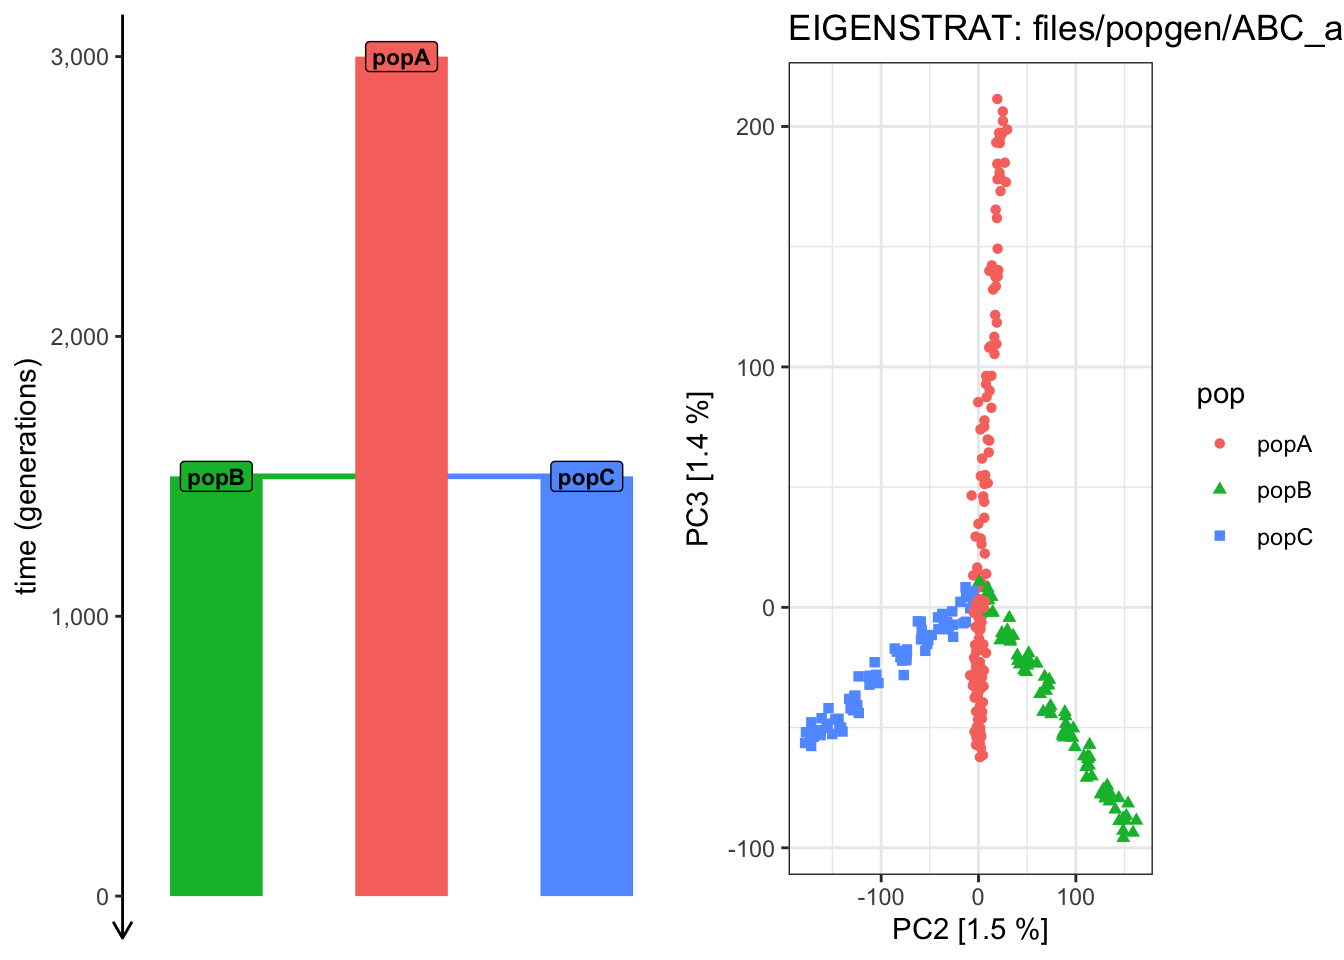 3,000
2,000
1,000
0
time (generations)
popA
popB
popC
EIGENSTRAT: files/popgen/ABC_a
200
100
0
-100
PC3 [1.4 %]
-100
0
100
PC2 [1.5 %]
pop
popA
popB
popC